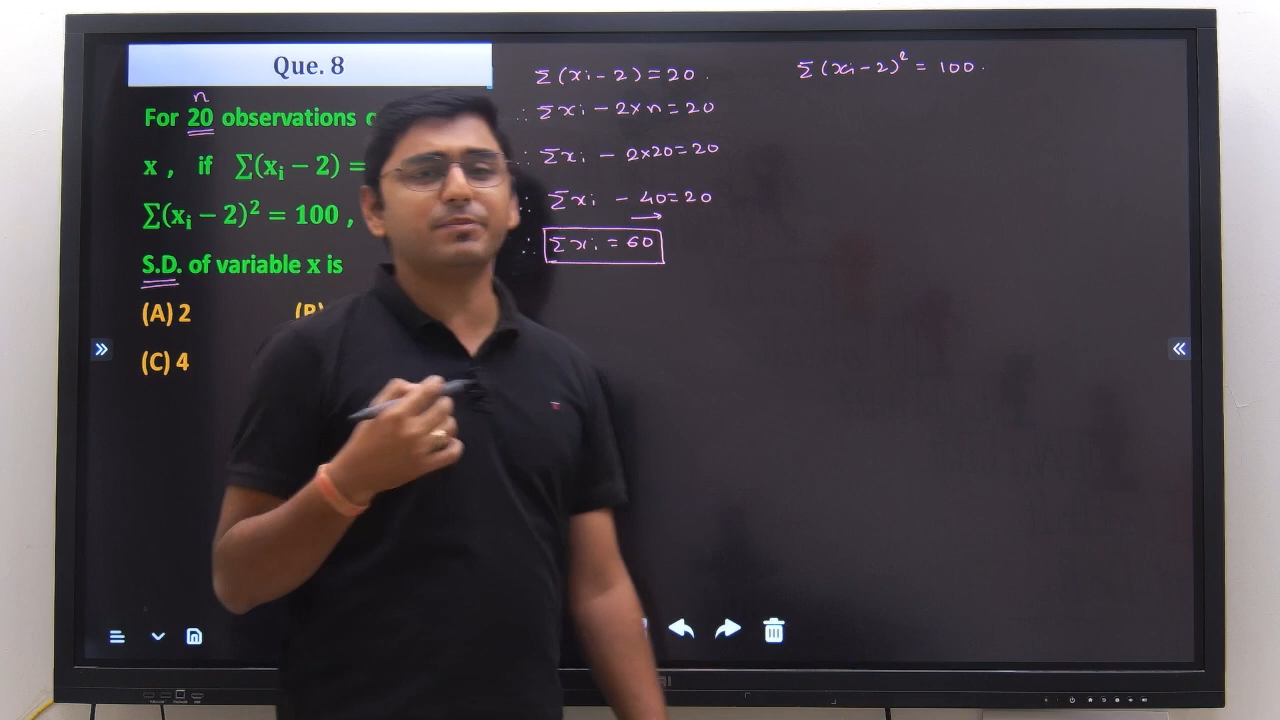 Que. 8
n
For 20 observations
x , if ∑(xᵢ − 2) =
∑(xᵢ − 2)² = 100 ,
S.D. of variable x is
(A) 2
(C) 4
Σ(xi − 2) = 20 .
∴ Σxi − 2×n = 20
∴ Σxi − 2×20 = 20
∴ Σxi − 40 = 20
∴ Σxi = 60
Σ(xi − 2)² = 100 .